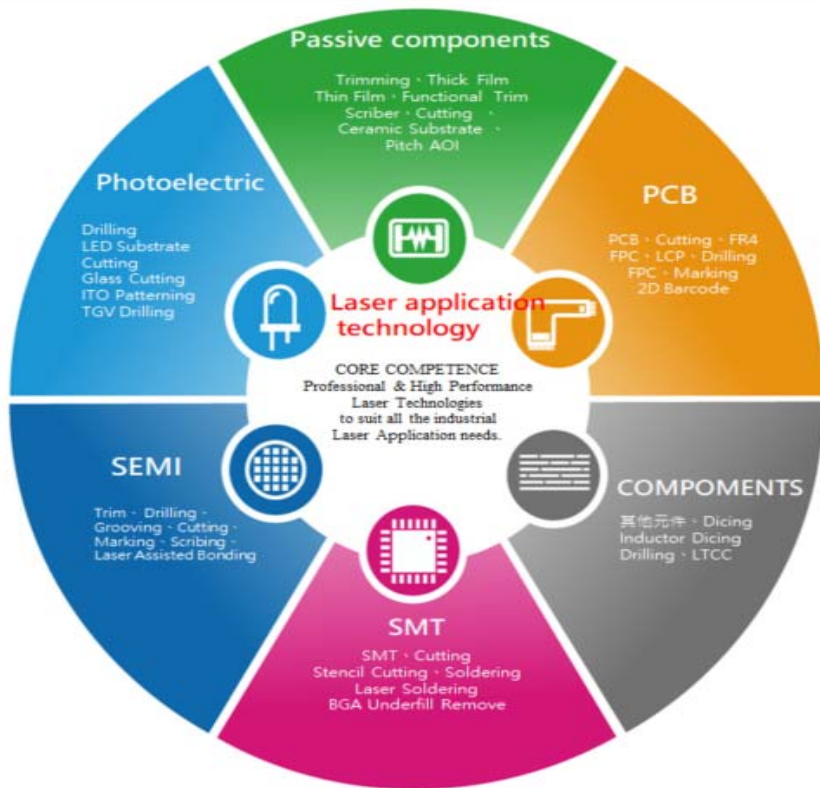 Passive components
Trimming、Thick Film
Thin Film、Functional Trim
Scriber、Cutting 、
Ceramic Substrate 、
Pitch AOI
Photoelectric
Drilling
LED Substrate
Cutting
Glass Cutting
ITO Patterning
TGV Drilling
PCB
PCB、Cutting、FR4
FPC、LCP、Drilling
FPC、Marking
2D Barcode
Laser application
technology
CORE COMPETENCE
Professional & High Performance
Laser Technologies
to suit all the industrial
Laser Application needs.
SEMI
Trim、Drilling、
Grooving、Cutting、
Marking、Scribing、
Laser Assisted Bonding
COMPOMENTS
其他元件、Dicing
Inductor Dicing
Drilling、LTCC
SMT
SMT、Cutting
Stencil Cutting、Soldering
Laser Soldering
BGA Underfill Remove